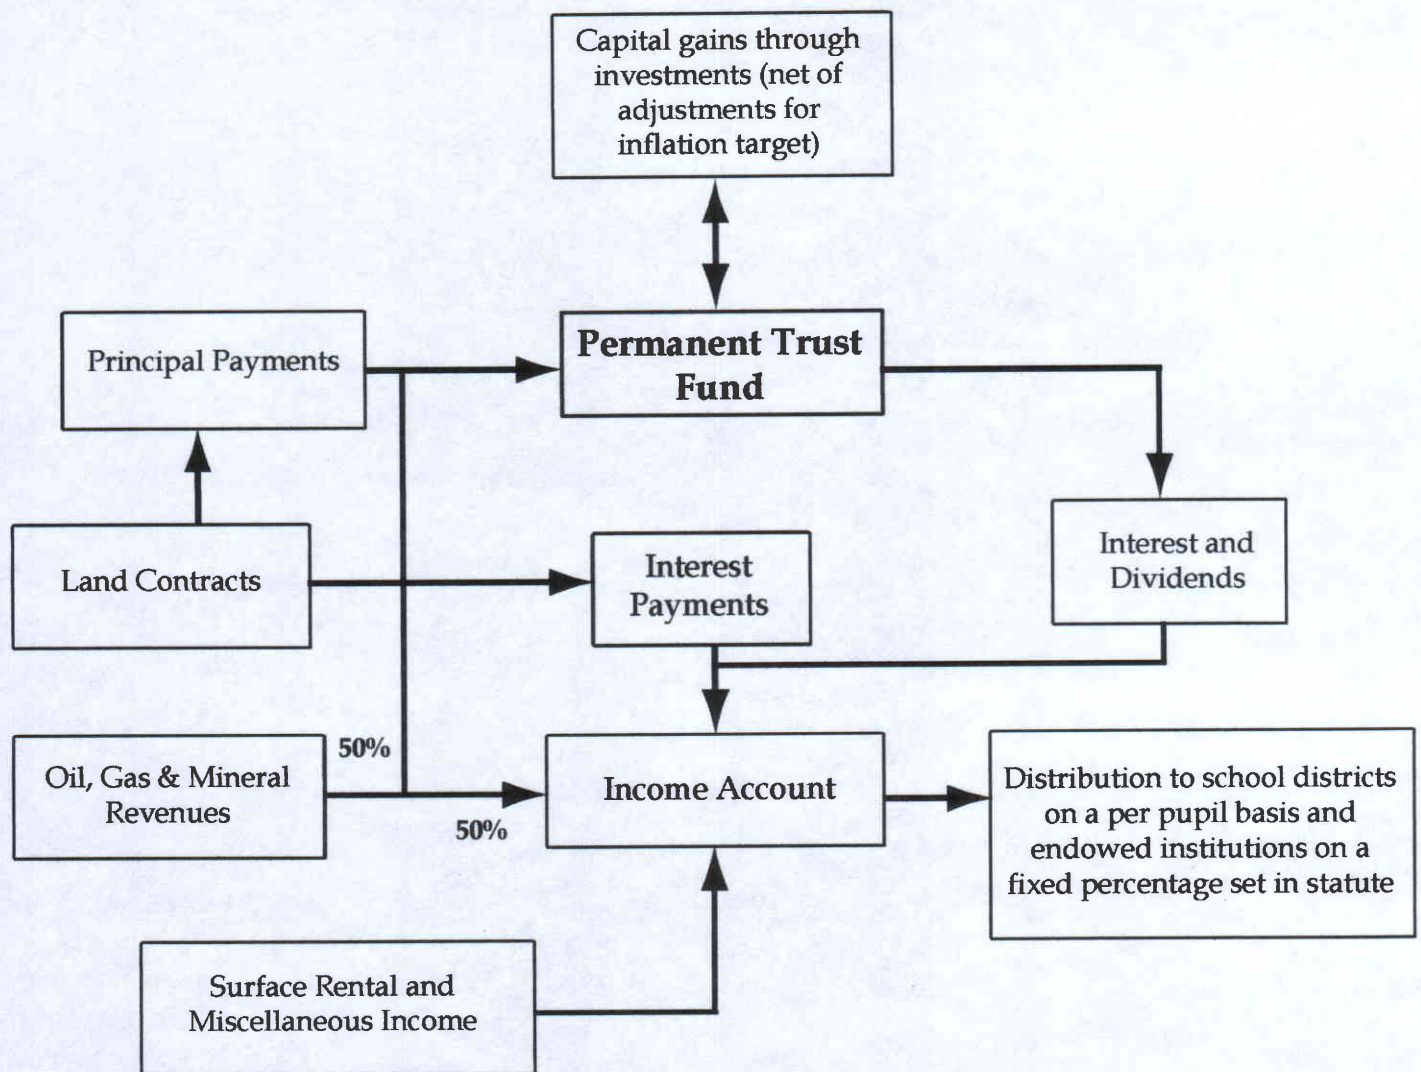 Capital gains through
investments (net of
adjustments for
inflation target)
Principal Payments
Permanent Trust
Fund
Land Contracts
Interest
Payments
Interest and
Dividends
50%
Oil, Gas & Mineral
Revenues
50%
Income Account
Distribution to school districts
on a per pupil basis and
endowed institutions on a
fixed percentage set in statute
Surface Rental and
Miscellaneous Income